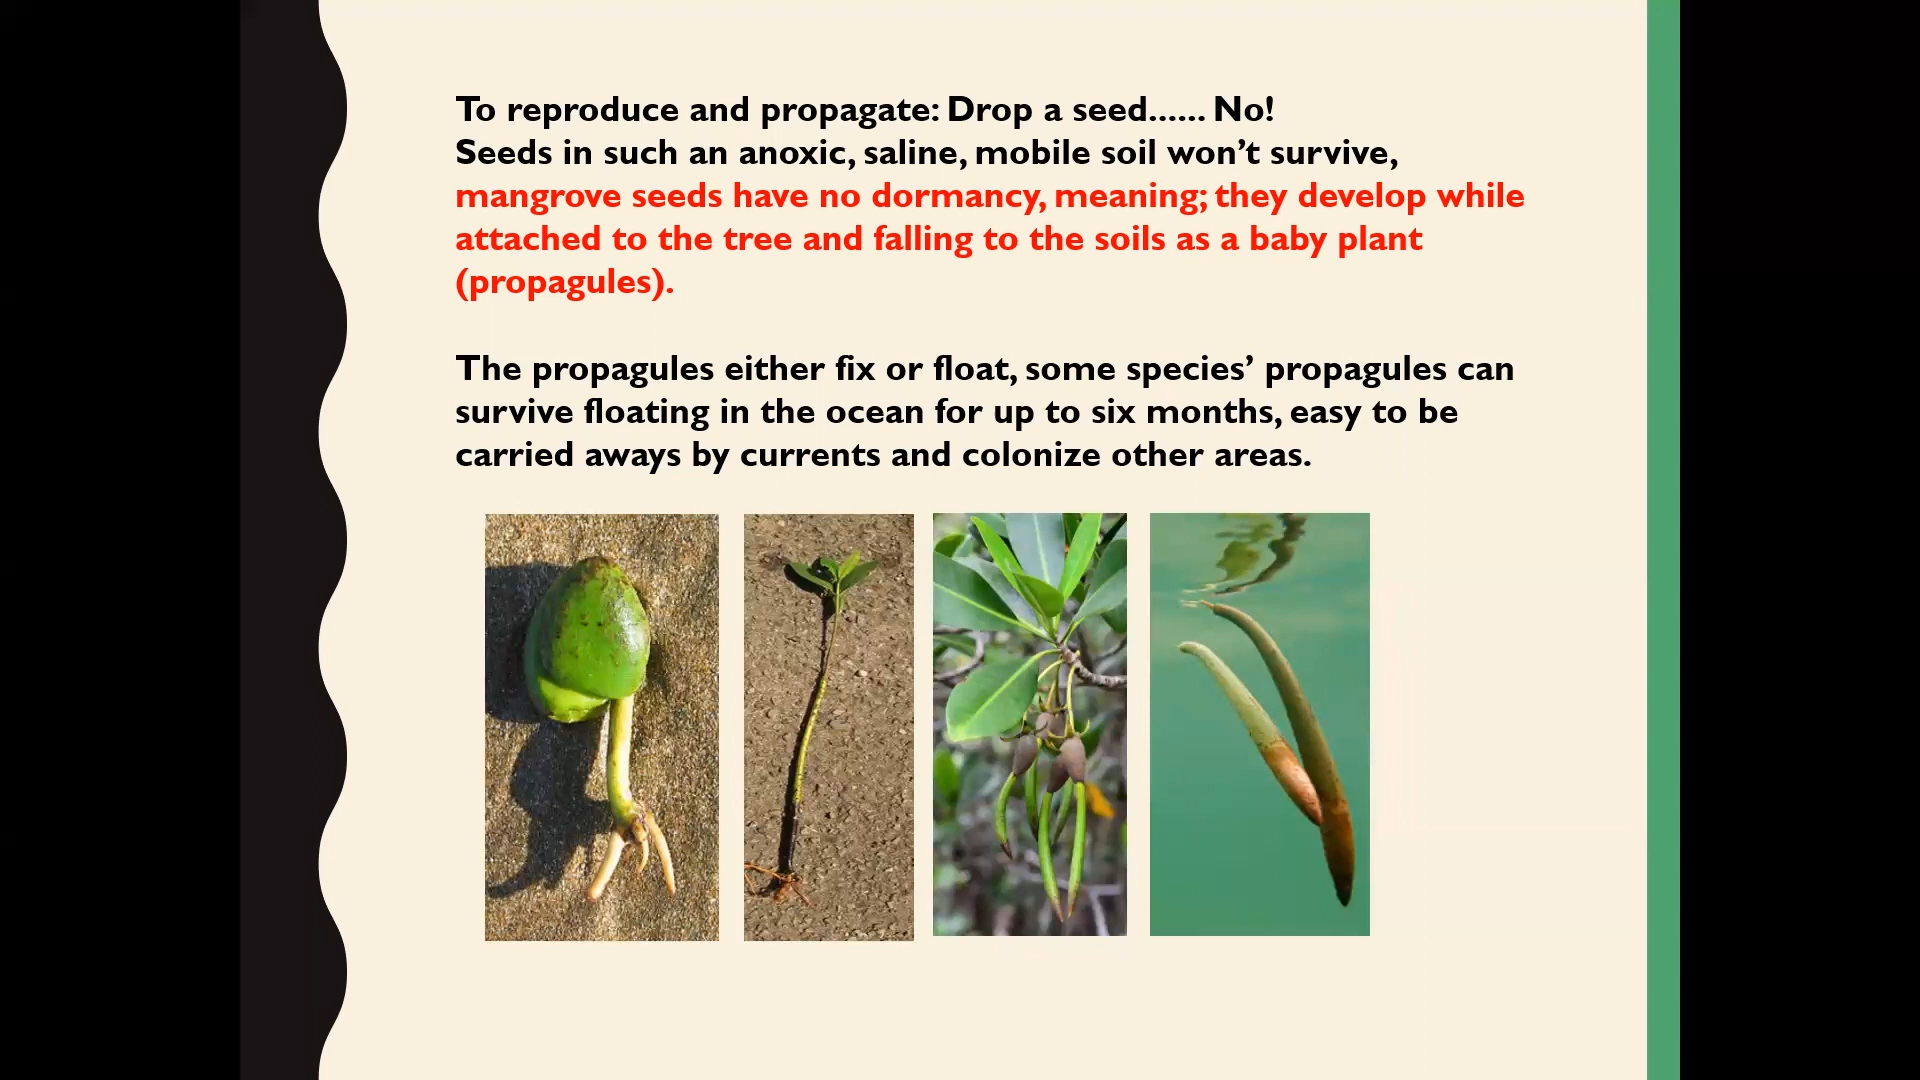 To reproduce and propagate: Drop a seed...... No!
Seeds in such an anoxic, saline, mobile soil won’t survive,
mangrove seeds have no dormancy, meaning; they develop while
attached to the tree and falling to the soils as a baby plant
(propagules).
The propagules either fix or float, some species’ propagules can
survive floating in the ocean for up to six months, easy to be
carried aways by currents and colonize other areas.